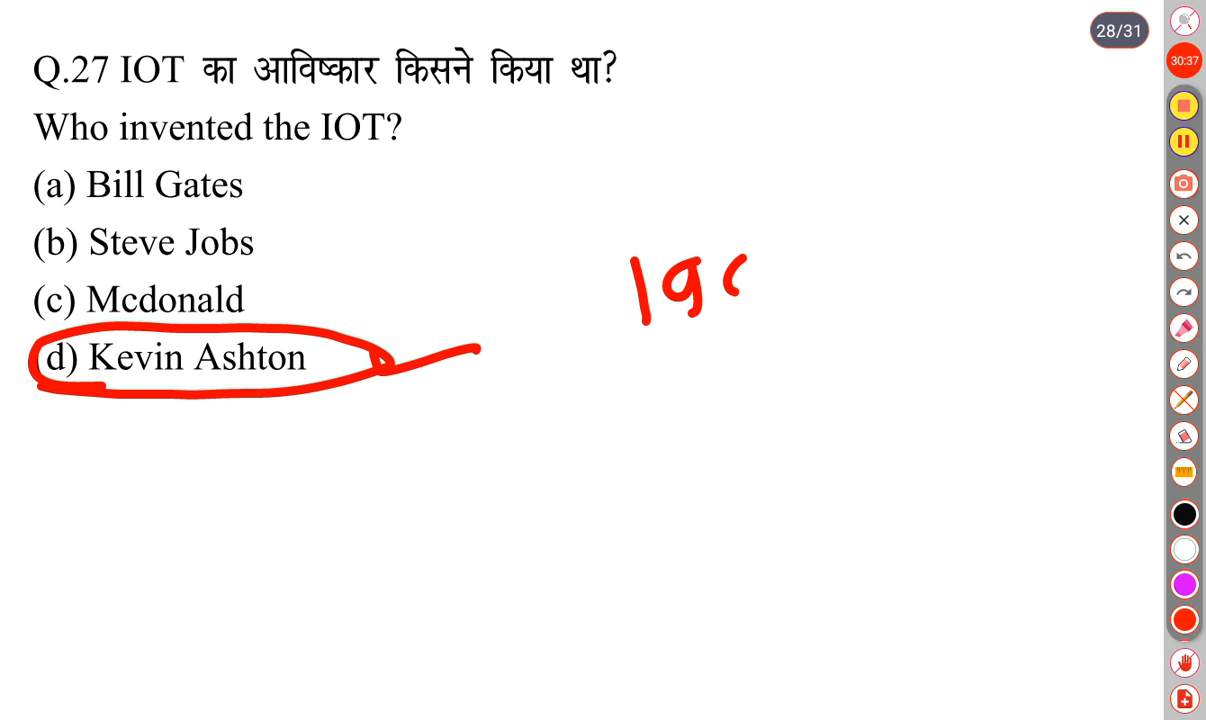 28/31
30:37
Q.27 IOT का आविष्कार किसने किया था?
Who invented the IOT?
(a) Bill Gates
(b) Steve Jobs
(c) Mcdonald
d) Kevin Ashton